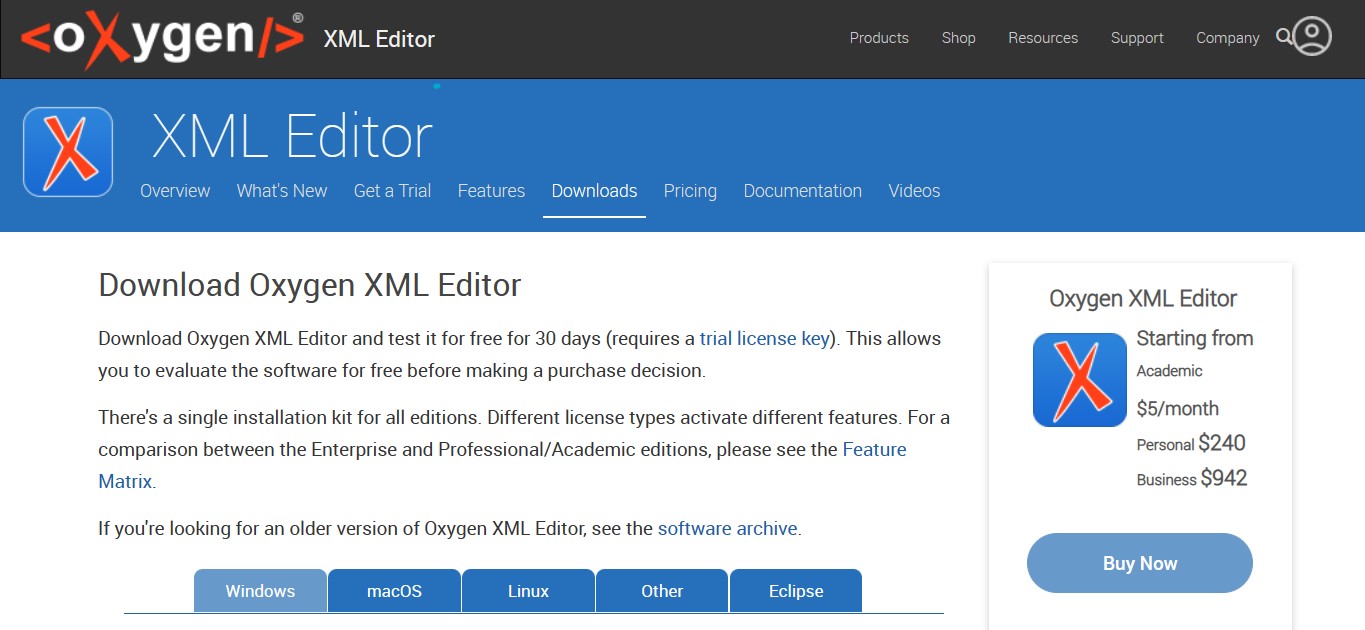 <oXygen/>® XML Editor
Products Shop Resources Support Company
XML Editor
Overview What's New Get a Trial Features Downloads Pricing Documentation Videos
Download Oxygen XML Editor
Download Oxygen XML Editor and test it for free for 30 days (requires a trial license key). This allows
you to evaluate the software for free before making a purchase decision.
There's a single installation kit for all editions. Different license types activate different features. For a
comparison between the Enterprise and Professional/Academic editions, please see the Feature
Matrix.
If you're looking for an older version of Oxygen XML Editor, see the software archive.
Windows macOS Linux Other Eclipse
Oxygen XML Editor
Starting from
Academic
$5/month
Personal $240
Business $942
Buy Now